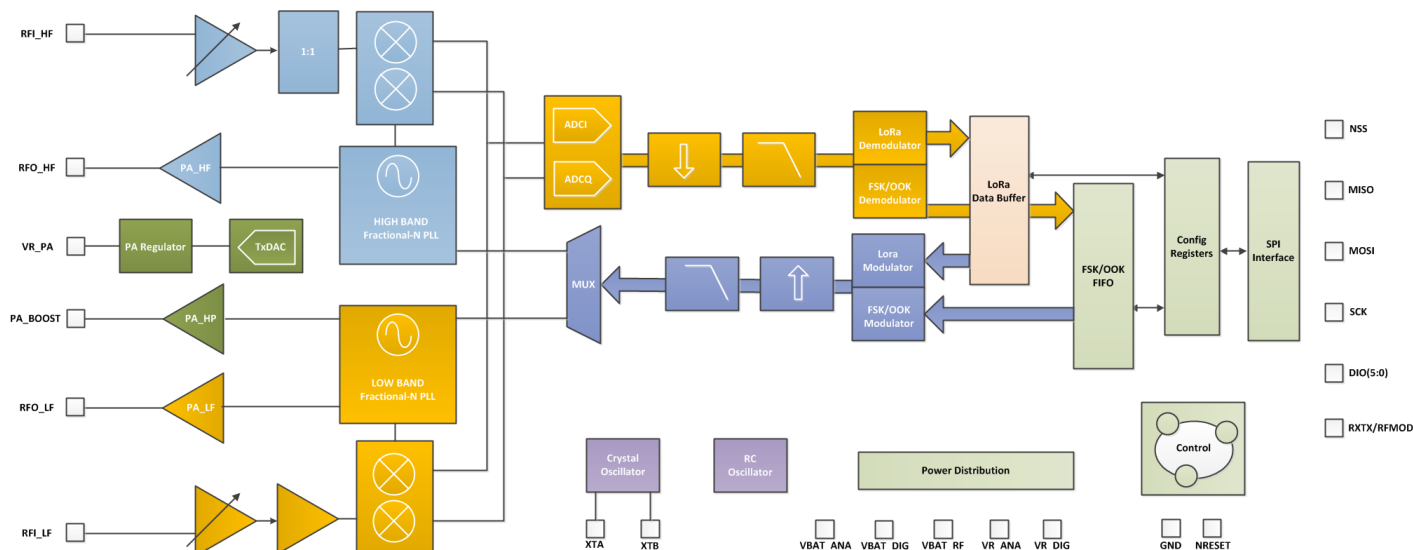 RFI_HF
1:1
RFO_HF
PA_HF
HIGH BAND
Fractional-N PLL
VR_PA
PA Regulator
TxDAC
PA_BOOST
PA_HP
LOW BAND
Fractional-N PLL
RFO_LF
PA_LF
RFI_LF
ADCI
ADCQ
LoRa
Demodulator
FSK/OOK
Demodulator
LoRa
Data Buffer
MUX
Lora
Modulator
FSK/OOK
Modulator
FSK/OOK
FIFO
Config
Registers
SPI
Interface
NSS
MISO
MOSI
SCK
DIO(5:0)
RXTX/RFMOD
Crystal
Oscillator
RC
Oscillator
Power Distribution
Control
XTA
XTB
VBAT_ANA
VBAT_DIG
VBAT_RF
VR_ANA
VR_DIG
GND
NRESET